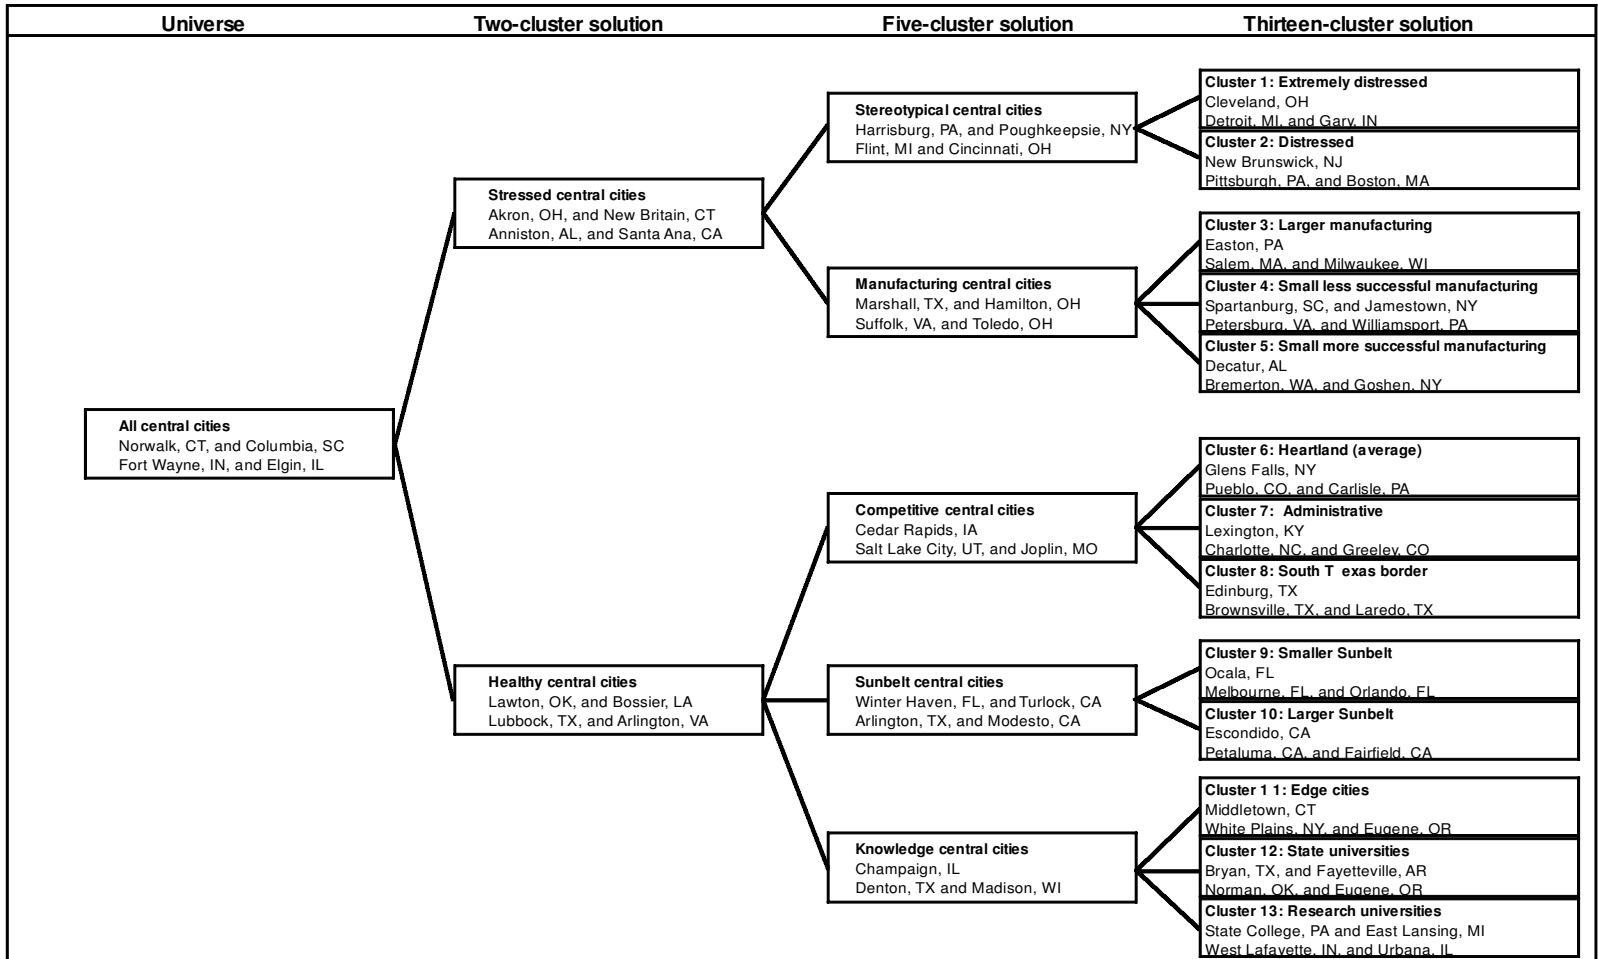 Universe
Two-cluster solution
Five-cluster solution
Thirteen-cluster solution
All central cities
Norwalk, CT, and Columbia, SC
Fort Wayne, IN, and Elgin, IL
Stressed central cities
Akron, OH, and New Britain, CT
Anniston, AL, and Santa Ana, CA
Healthy central cities
Lawton, OK, and Bossier, LA
Lubbock, TX, and Arlington, VA
Stereotypical central cities
Harrisburg, PA, and Poughkeepsie, NY
Flint, MI and Cincinnati, OH
Manufacturing central cities
Marshall, TX, and Hamilton, OH
Suffolk, VA, and Toledo, OH
Competitive central cities
Cedar Rapids, IA
Salt Lake City, UT, and Joplin, MO
Sunbelt central cities
Winter Haven, FL, and Turlock, CA
Arlington, TX, and Modesto, CA
Knowledge central cities
Champaign, IL
Denton, TX and Madison, WI
Cluster 1: Extremely distressed
Cleveland, OH
Detroit, MI, and Gary, IN
Cluster 2: Distressed
New Brunswick, NJ
Pittsburgh, PA, and Boston, MA
Cluster 3: Larger manufacturing
Easton, PA
Salem, MA, and Milwaukee, WI
Cluster 4: Small less successful manufacturing
Spartanburg, SC, and Jamestown, NY
Petersburg, VA, and Williamsport, PA
Cluster 5: Small more successful manufacturing
Decatur, AL
Bremerton, WA, and Goshen, NY
Cluster 6: Heartland (average)
Glens Falls, NY
Pueblo, CO, and Carlisle, PA
Cluster 7: Administrative
Lexington, KY
Charlotte, NC, and Greeley, CO
Cluster 8: South T exas border
Edinburg, TX
Brownsville, TX, and Laredo, TX
Cluster 9: Smaller Sunbelt
Ocala, FL
Melbourne, FL, and Orlando, FL
Cluster 10: Larger Sunbelt
Escondido, CA
Petaluma, CA, and Fairfield, CA
Cluster 1 1: Edge cities
Middletown, CT
White Plains, NY, and Eugene, OR
Cluster 12: State universities
Bryan, TX, and Fayetteville, AR
Norman, OK, and Eugene, OR
Cluster 13: Research universities
State College, PA and East Lansing, MI
West Lafayette, IN, and Urbana, IL